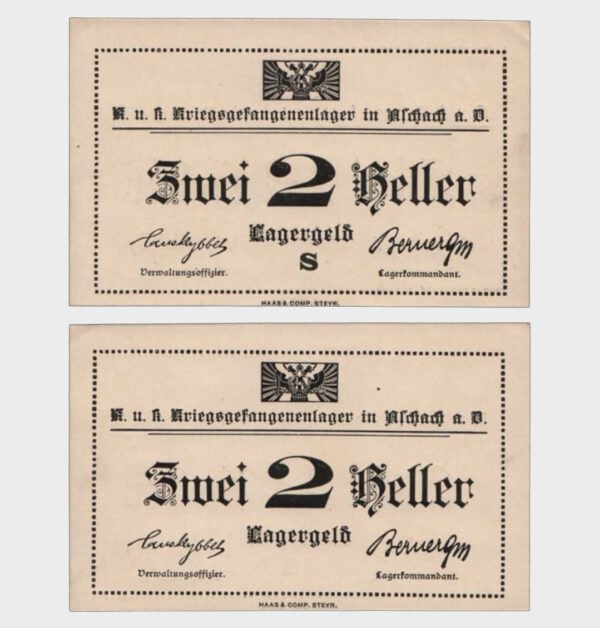 K. u. k. Kriegsgefangenenlager in Aschach a. D.
Zwei 2 Heller
Lagergeld
S
Verwaltungsoffizier.
Lagerkommandant.
HAAS & COMP. STEYR.
K. u. k. Kriegsgefangenenlager in Aschach a. D.
Zwei 2 Heller
Lagergeld
Verwaltungsoffizier.
Lagerkommandant.
HAAS & COMP. STEYR.